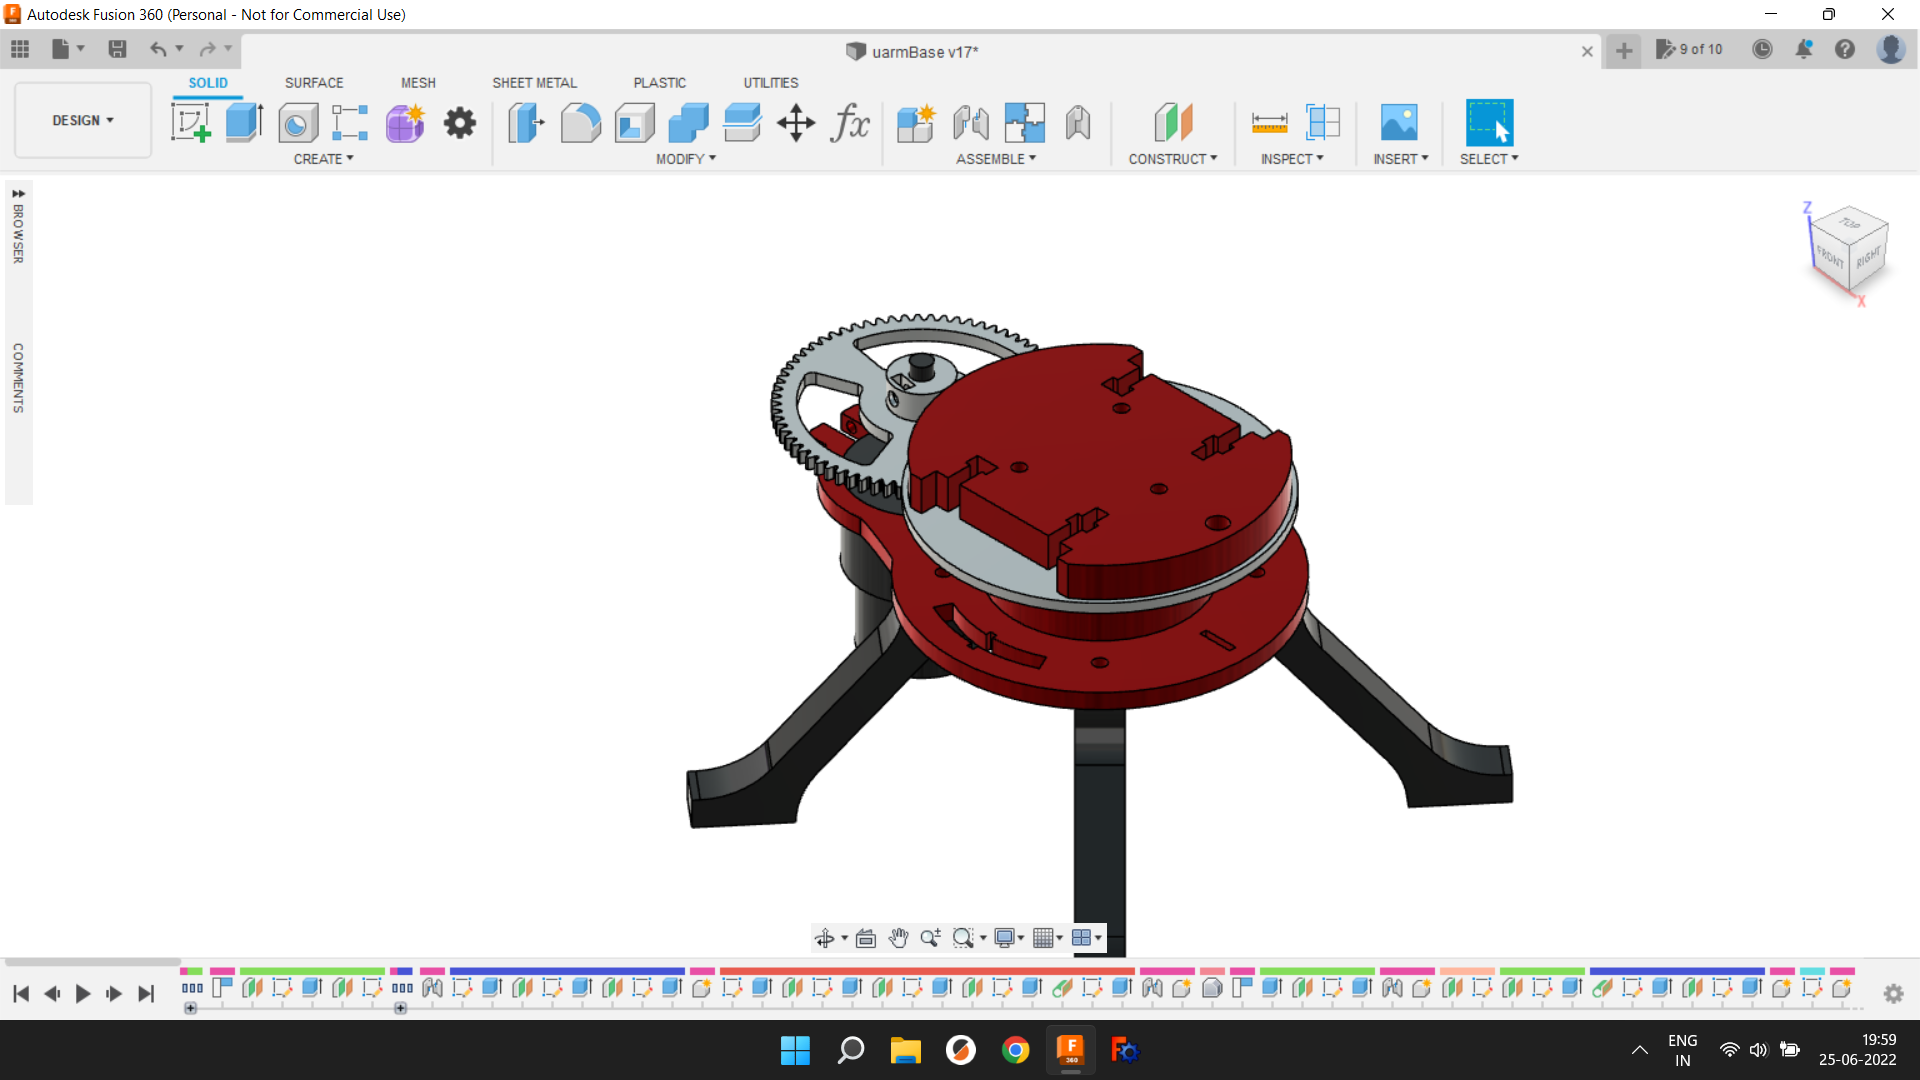 Autodesk Fusion 360 (Personal - Not for Commercial Use)
uarmBase v17*
9 of 10
SOLID SURFACE MESH SHEET METAL PLASTIC UTILITIES
DESIGN
fx
CREATE MODIFY ASSEMBLE CONSTRUCT INSPECT INSERT SELECT
BROWSER
COMMENTS
Z
TOP
FRONT RIGHT
X
F
360
ENG
IN
19:59
25-06-2022